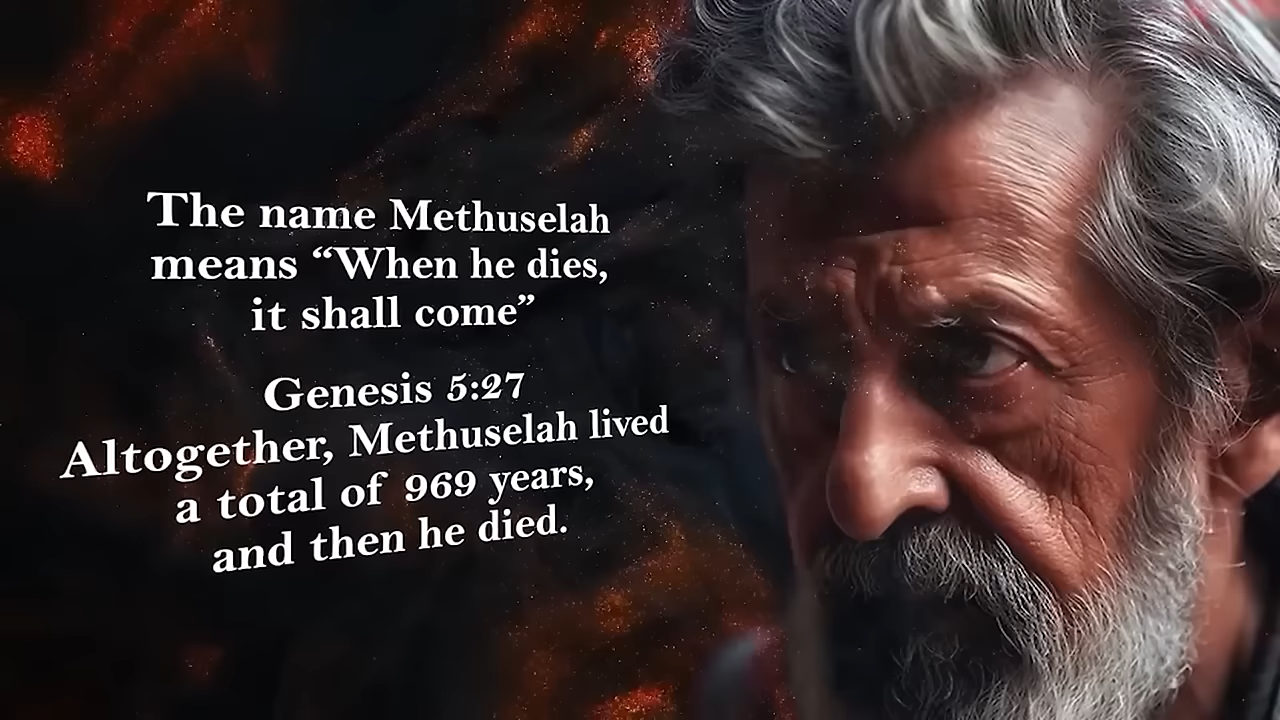 The name Methuselah
means “When he dies,
it shall come”
Genesis 5:27
Altogether, Methuselah lived
a total of 969 years,
and then he died.